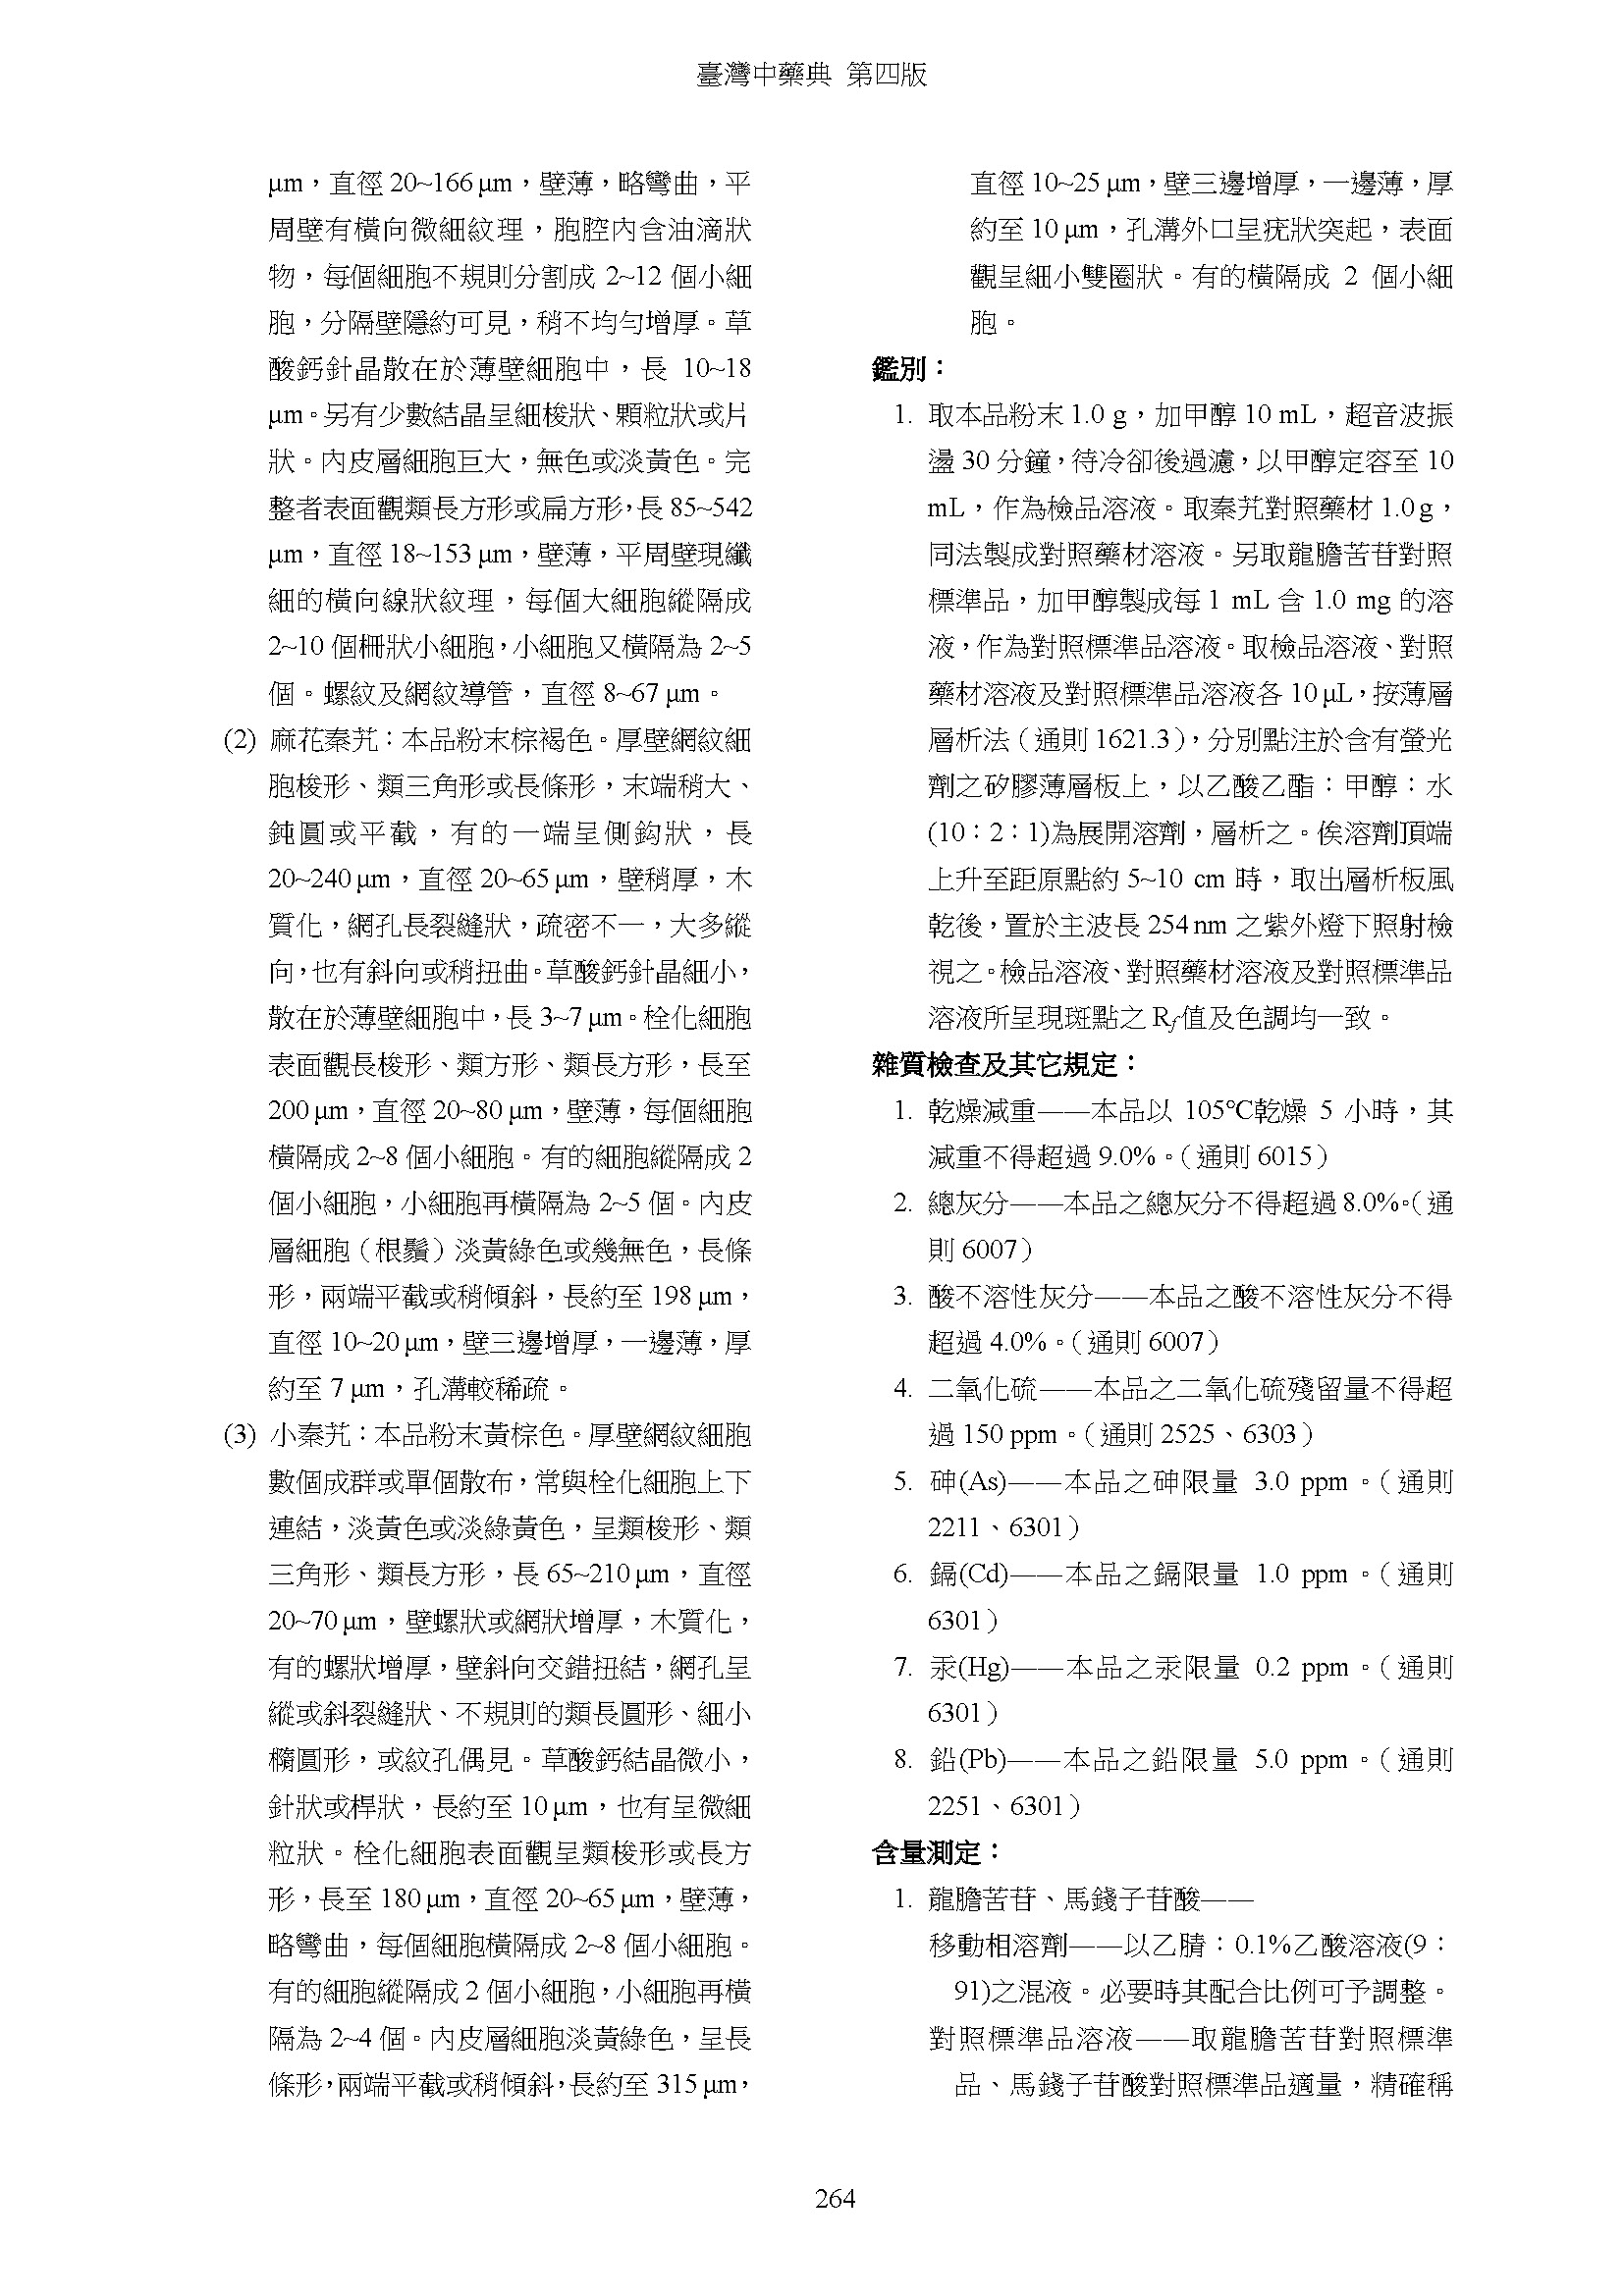 臺灣中藥典 第四版
μm，直徑 20~166 μm，壁薄，略彎曲，平
周壁有橫向微細紋理，胞腔內含油滴狀
物，每個細胞不規則分割成 2~12 個小細
胞，分隔壁隱約可見，稍不均勻增厚。草
酸鈣針晶散在於薄壁細胞中，長 10~18
μm。另有少數結晶呈細梭狀、顆粒狀或片
狀。內皮層細胞巨大，無色或淡黃色。完
整者表面觀類長方形或扁方形，長 85~542
μm，直徑 18~153 μm，壁薄，平周壁現纖
細的橫向線狀紋理，每個大細胞縱隔成
2~10 個柵狀小細胞，小細胞又橫隔為 2~5
個。螺紋及網紋導管，直徑 8~67 μm。
(2) 麻花秦艽：本品粉末棕褐色。厚壁網紋細
胞梭形、類三角形或長條形，末端稍大、
鈍圓或平截，有的一端呈側鈎狀，長
20~240 μm，直徑 20~65 μm，壁稍厚，木
質化，網孔長裂縫狀，疏密不一，大多縱
向，也有斜向或稍扭曲。草酸鈣針晶細小，
散在於薄壁細胞中，長 3~7 μm。栓化細胞
表面觀長梭形、類方形、類長方形，長至
200 μm，直徑 20~80 μm，壁薄，每個細胞
橫隔成 2~8 個小細胞。有的細胞縱隔成 2
個小細胞，小細胞再橫隔為 2~5 個。內皮
層細胞（根鬚）淡黃綠色或幾無色，長條
形，兩端平截或稍傾斜，長約至 198 μm，
直徑 10~20 μm，壁三邊增厚，一邊薄，厚
約至 7 μm，孔溝較稀疏。
(3) 小秦艽：本品粉末黃棕色。厚壁網紋細胞
數個成群或單個散布，常與栓化細胞上下
連結，淡黃色或淡綠黃色，呈類梭形、類
三角形、類長方形，長 65~210 μm，直徑
20~70 μm，壁螺狀或網狀增厚，木質化，
有的螺狀增厚，壁斜向交錯扭結，網孔呈
縱或斜裂縫狀、不規則的類長圓形、細小
橢圓形，或紋孔偶見。草酸鈣結晶微小，
針狀或桿狀，長約至 10 μm，也有呈微細
粒狀。栓化細胞表面觀呈類梭形或長方
形，長至 180 μm，直徑 20~65 μm，壁薄，
略彎曲，每個細胞橫隔成 2~8 個小細胞。
有的細胞縱隔成 2 個小細胞，小細胞再橫
隔為 2~4 個。內皮層細胞淡黃綠色，呈長
條形，兩端平截或稍傾斜，長約至 315 μm，
直徑 10~25 μm，壁三邊增厚，一邊薄，厚
約至 10 μm，孔溝外口呈疣狀突起，表面
觀呈細小雙圈狀。有的橫隔成 2 個小細
胞。
鑑別：
1. 取本品粉末 1.0 g，加甲醇 10 mL，超音波振
盪 30 分鐘，待冷卻後過濾，以甲醇定容至 10
mL，作為檢品溶液。取秦艽對照藥材 1.0 g，
同法製成對照藥材溶液。另取龍膽苦苷對照
標準品，加甲醇製成每 1 mL 含 1.0 mg 的溶
液，作為對照標準品溶液。取檢品溶液、對照
藥材溶液及對照標準品溶液各 10 μL，按薄層
層析法（通則 1621.3），分別點注於含有螢光
劑之矽膠薄層板上，以乙酸乙酯：甲醇：水
(10：2：1)為展開溶劑，層析之。俟溶劑頂端
上升至距原點約 5~10 cm 時，取出層析板風
乾後，置於主波長 254 nm 之紫外燈下照射檢
視之。檢品溶液、對照藥材溶液及對照標準品
溶液所呈現斑點之 Rf值及色調均一致。
雜質檢查及其它規定：
1. 乾燥減重——本品以 105℃乾燥 5 小時，其
減重不得超過 9.0%。（通則 6015）
2. 總灰分——本品之總灰分不得超過 8.0%。（通
則 6007）
3. 酸不溶性灰分——本品之酸不溶性灰分不得
超過 4.0%。（通則 6007）
4. 二氧化硫——本品之二氧化硫殘留量不得超
過 150 ppm。（通則 2525、6303）
5. 砷(As)——本品之砷限量 3.0 ppm。（通則
2211、6301）
6. 鎘(Cd)——本品之鎘限量 1.0 ppm。（通則
6301）
7. 汞(Hg)——本品之汞限量 0.2 ppm。（通則
6301）
8. 鉛(Pb)——本品之鉛限量 5.0 ppm。（通則
2251、6301）
含量測定：
1. 龍膽苦苷、馬錢子苷酸——
移動相溶劑——以乙腈：0.1%乙酸溶液(9：
91)之混液。必要時其配合比例可予調整。
對照標準品溶液——取龍膽苦苷對照標準
品、馬錢子苷酸對照標準品適量，精確稱
264